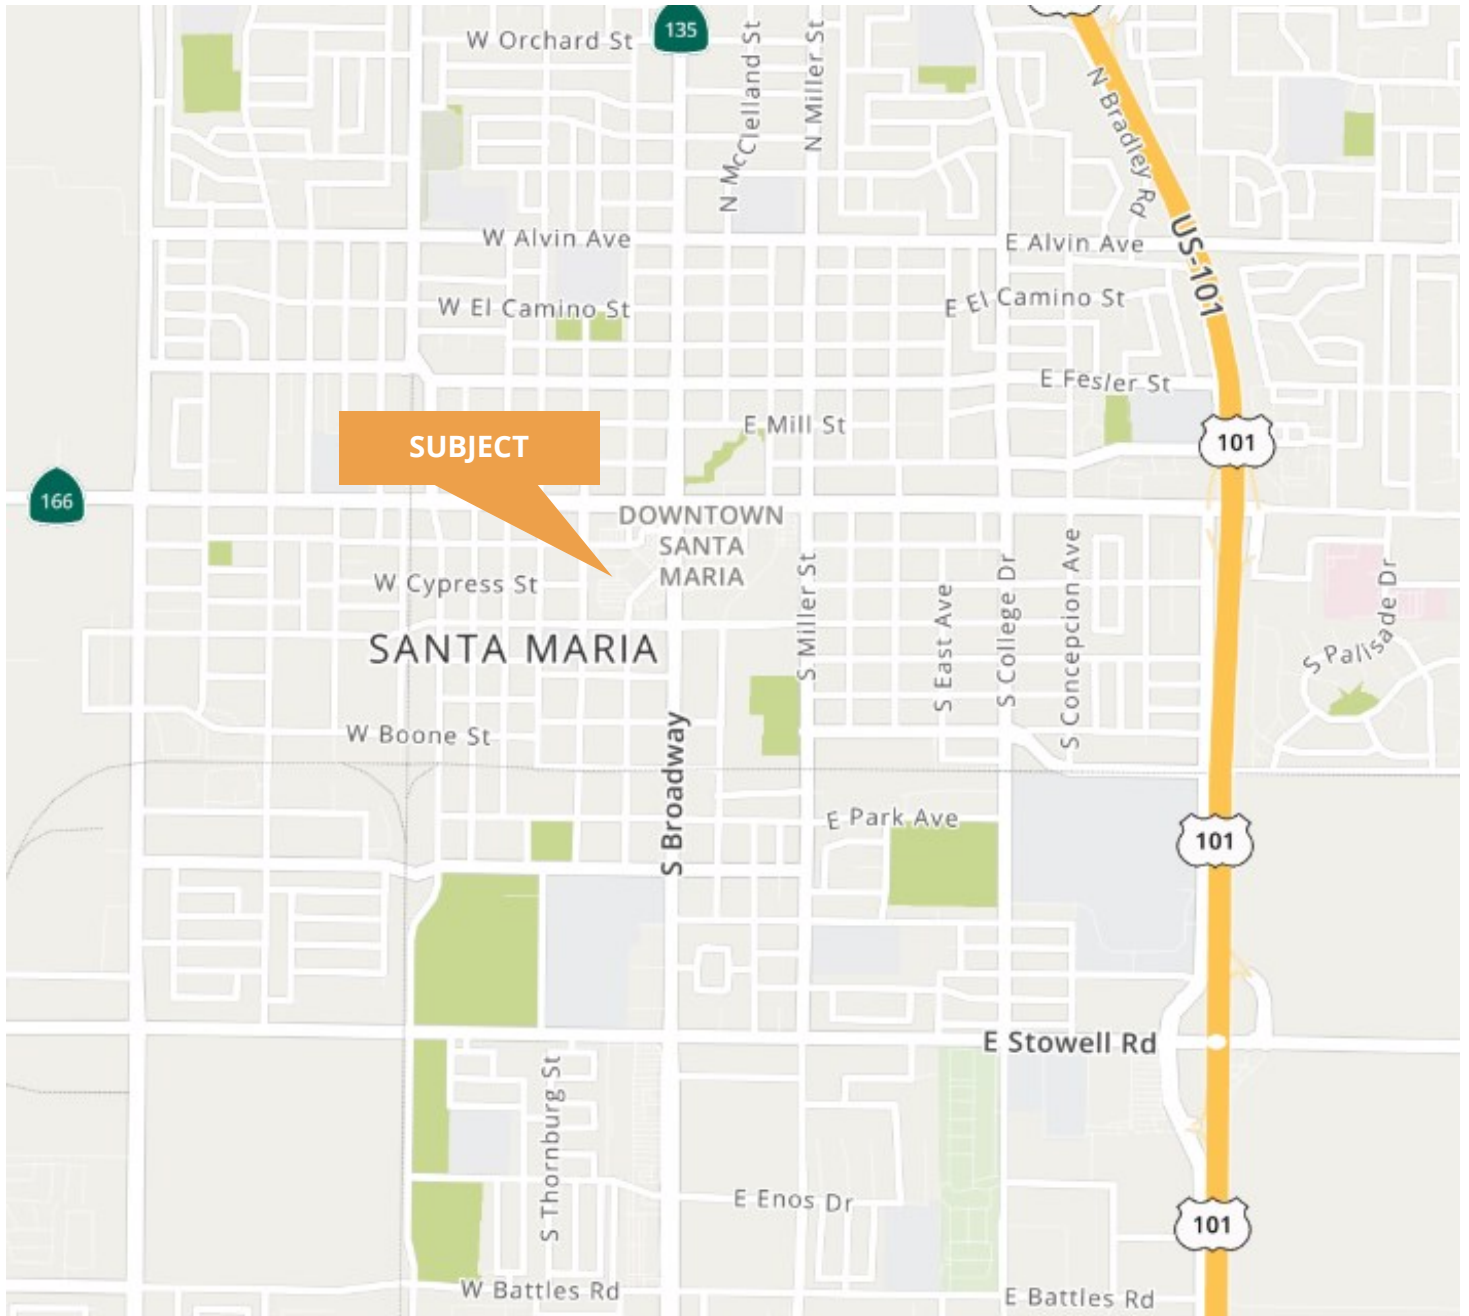 W Orchard St
135
N McClelland St
N Miller St
N Bradley Rd
W Alvin Ave
E Alvin Ave
US-101
W El Camino St
E El Camino St
E Fesler St
E Mill St
SUBJECT
101
166
DOWNTOWN
SANTA
MARIA
W Cypress St
S Miller St
S East Ave
S College Dr
S Concepcion Ave
S Palisade Dr
SANTA MARIA
W Boone St
S Broadway
E Park Ave
101
E Stowell Rd
S Thornburg St
E Enos Dr
101
W Battles Rd
E Battles Rd